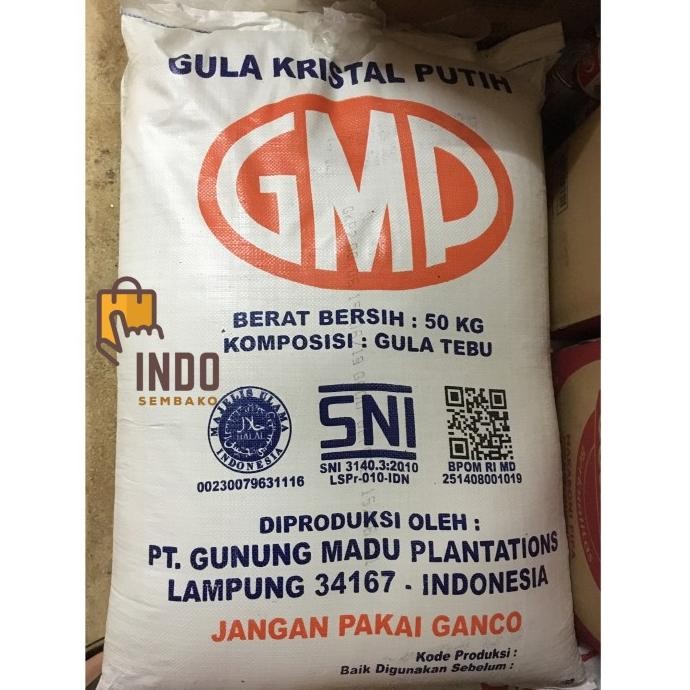 GULA KRISTAL PUTIH
GMP
BERAT BERSIH : 50 KG
KOMPOSISI : GULA TEBU
INDO
SEMBAKO
MAJELIS ULAMA
حلال
HALAL
INDONESIA
00230079631116
SNI
SNI 3140.3:2010
LSPr-010-IDN
BPOM RI MD
251408001019
DIPRODUKSI OLEH :
PT. GUNUNG MADU PLANTATIONS
LAMPUNG 34167 - INDONESIA
JANGAN PAKAI GANCO
Kode Produksi :
Baik Digunakan Sebelum :